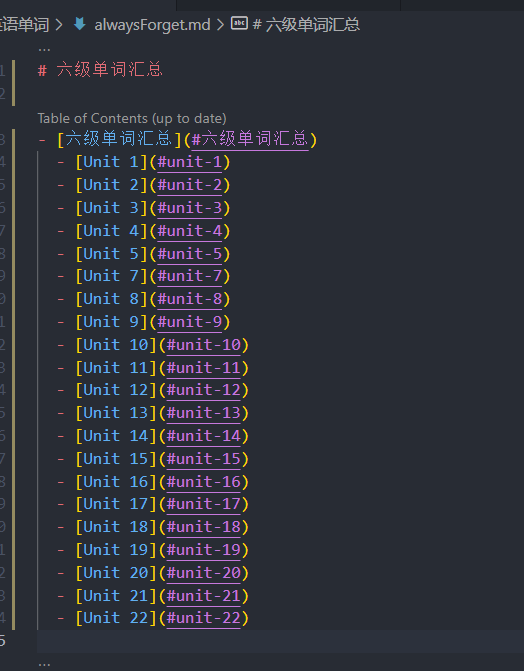 语单词 > alwaysForget.md > # 六级单词汇总
...
1 # 六级单词汇总
2
Table of Contents (up to date)
3 - [六级单词汇总](#六级单词汇总)
4 - [Unit 1](#unit-1)
5 - [Unit 2](#unit-2)
6 - [Unit 3](#unit-3)
7 - [Unit 4](#unit-4)
8 - [Unit 5](#unit-5)
9 - [Unit 7](#unit-7)
0 - [Unit 8](#unit-8)
1 - [Unit 9](#unit-9)
2 - [Unit 10](#unit-10)
3 - [Unit 11](#unit-11)
4 - [Unit 12](#unit-12)
5 - [Unit 13](#unit-13)
6 - [Unit 14](#unit-14)
7 - [Unit 15](#unit-15)
8 - [Unit 16](#unit-16)
9 - [Unit 17](#unit-17)
0 - [Unit 18](#unit-18)
1 - [Unit 19](#unit-19)
2 - [Unit 20](#unit-20)
3 - [Unit 21](#unit-21)
4 - [Unit 22](#unit-22)
5
...